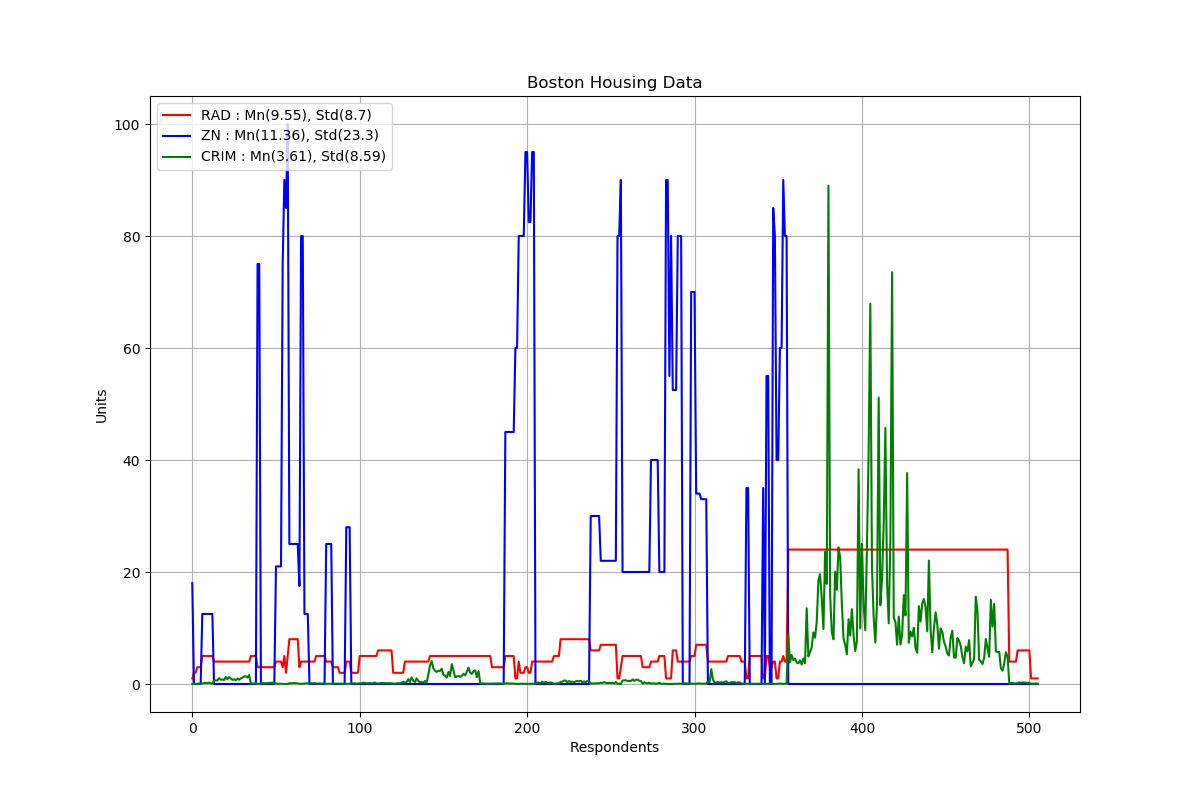 Boston Housing Data
RAD : Mn(9.55), Std(8.7)
ZN : Mn(11.36), Std(23.3)
CRIM : Mn(3.61), Std(8.59)
100
80
60
40
20
0
Units
0 100 200 300 400 500
Respondents